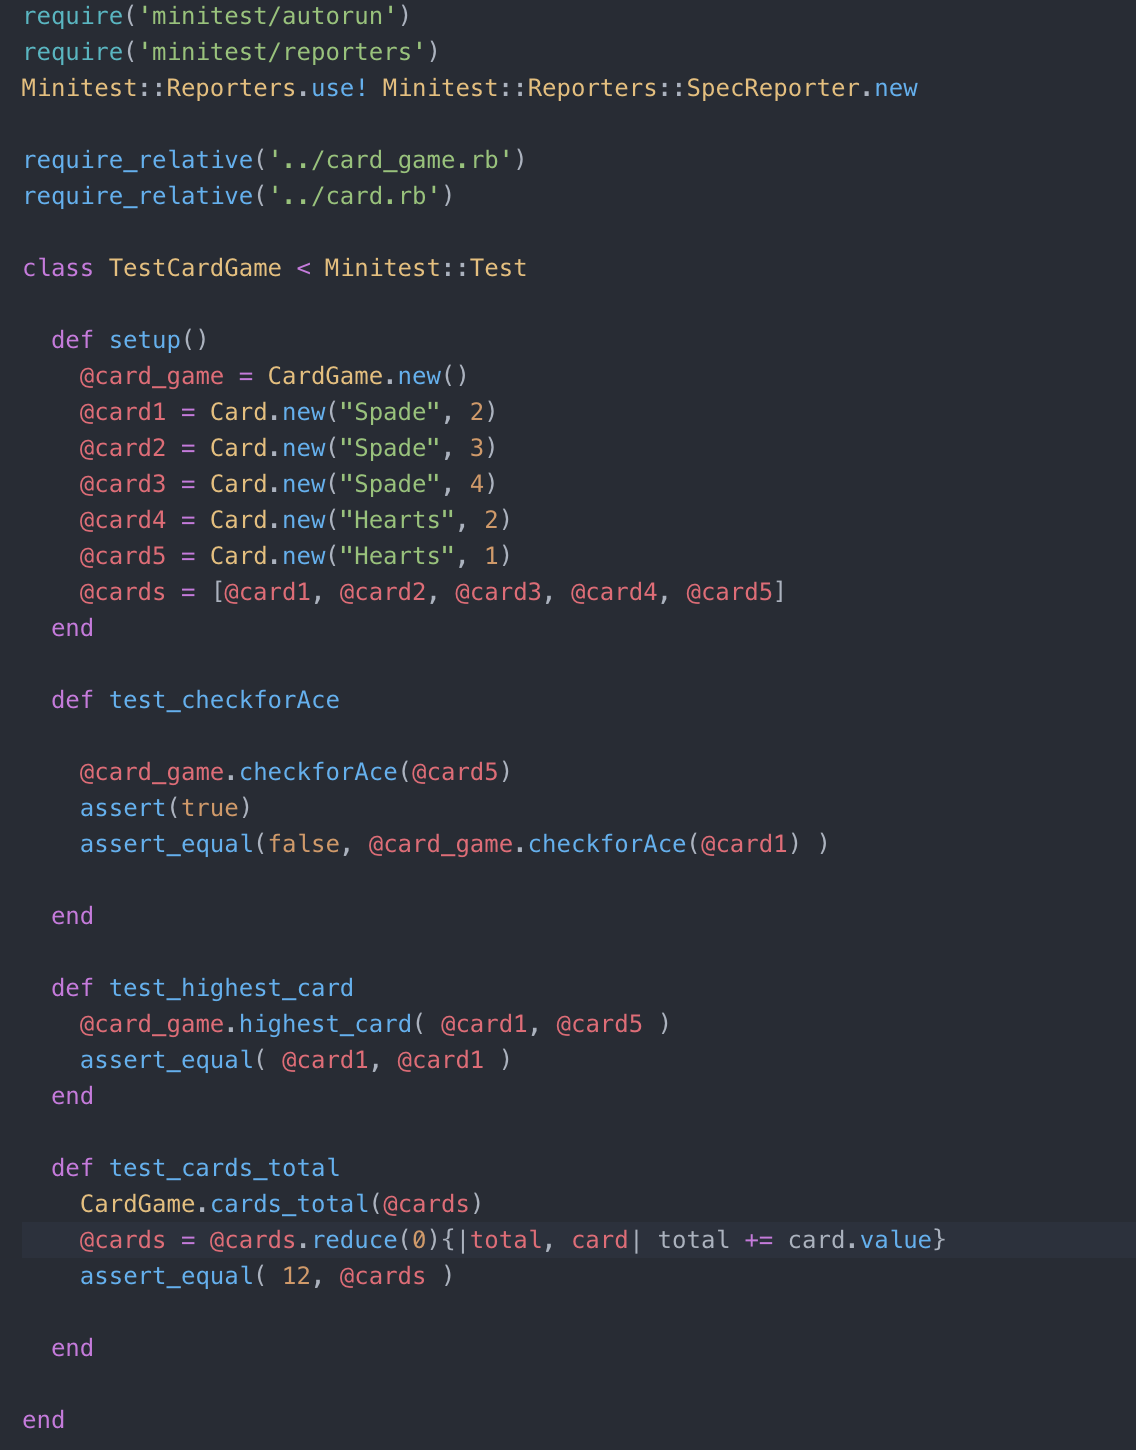 require('minitest/autorun')
require('minitest/reporters')
Minitest::Reporters.use! Minitest::Reporters::SpecReporter.new
require_relative('../card_game.rb')
require_relative('../card.rb')
class TestCardGame < Minitest::Test
def setup()
@card_game = CardGame.new()
@card1 = Card.new("Spade", 2)
@card2 = Card.new("Spade", 3)
@card3 = Card.new("Spade", 4)
@card4 = Card.new("Hearts", 2)
@card5 = Card.new("Hearts", 1)
@cards = [@card1, @card2, @card3, @card4, @card5]
end
def test_checkforAce
@card_game.checkforAce(@card5)
assert(true)
assert_equal(false, @card_game.checkforAce(@card1) )
end
def test_highest_card
@card_game.highest_card( @card1, @card5 )
assert_equal( @card1, @card1 )
end
def test_cards_total
CardGame.cards_total(@cards)
@cards = @cards.reduce(0){|total, card| total += card.value}
assert_equal( 12, @cards )
end
end